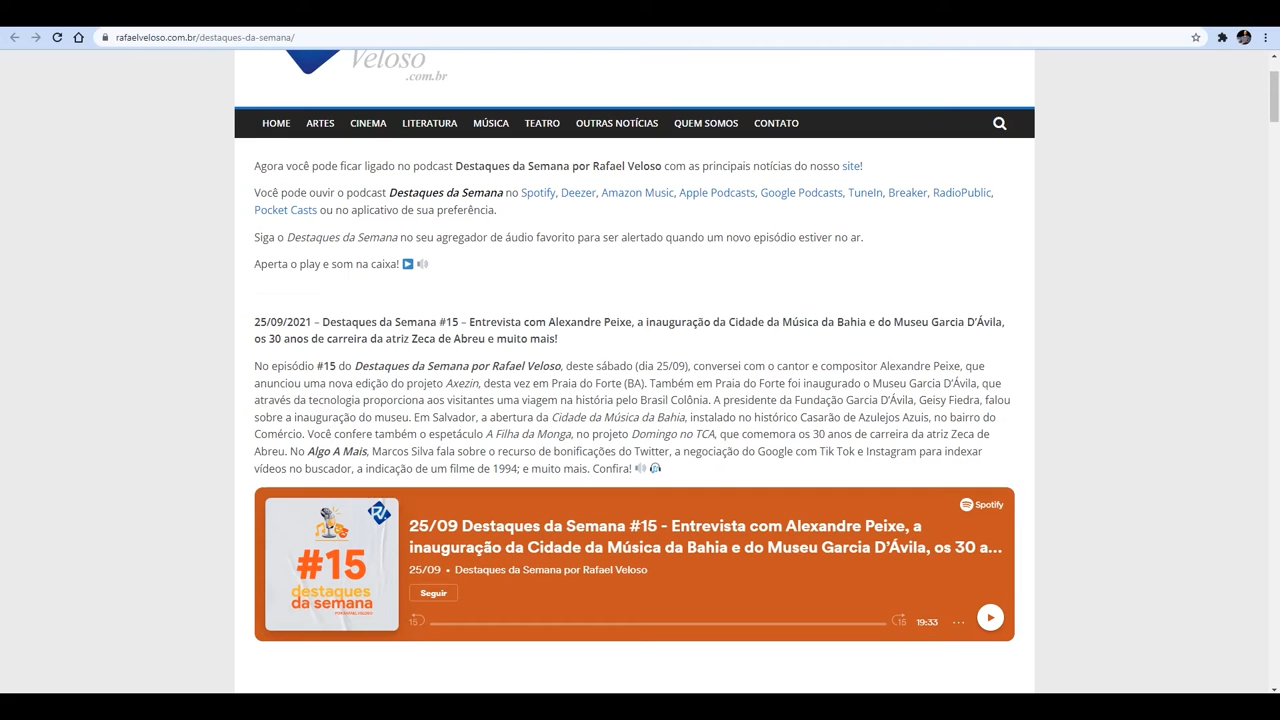 rafaelveloso.com.br/destaques-da-semana/
Veloso
.com.br
HOME ARTES CINEMA LITERATURA MÚSICA TEATRO OUTRAS NOTÍCIAS QUEM SOMOS CONTATO
Agora você pode ficar ligado no podcast Destaques da Semana por Rafael Veloso com as principais notícias do nosso site!
Você pode ouvir o podcast Destaques da Semana no Spotify, Deezer, Amazon Music, Apple Podcasts, Google Podcasts, TuneIn, Breaker, RadioPublic,
Pocket Casts ou no aplicativo de sua preferência.
Siga o Destaques da Semana no seu agregador de áudio favorito para ser alertado quando um novo episódio estiver no ar.
Aperta o play e som na caixa! ▶️ 🔊
25/09/2021 – Destaques da Semana #15 – Entrevista com Alexandre Peixe, a inauguração da Cidade da Música da Bahia e do Museu Garcia D’Ávila,
os 30 anos de carreira da atriz Zeca de Abreu e muito mais!
No episódio #15 do Destaques da Semana por Rafael Veloso, deste sábado (dia 25/09), conversei com o cantor e compositor Alexandre Peixe, que
anunciou uma nova edição do projeto Axezin, desta vez em Praia do Forte (BA). Também em Praia do Forte foi inaugurado o Museu Garcia D’Ávila, que
através da tecnologia proporciona aos visitantes uma viagem na história pelo Brasil Colônia. A presidente da Fundação Garcia D’Ávila, Geisy Fiedra, falou
sobre a inauguração do museu. Em Salvador, a abertura da Cidade da Música da Bahia, instalado no histórico Casarão de Azulejos Azuis, no bairro do
Comércio. Você confere também o espetáculo A Filha da Monga, no projeto Domingo no TCA, que comemora os 30 anos de carreira da atriz Zeca de
Abreu. No Algo A Mais, Marcos Silva fala sobre o recurso de bonificações do Twitter, a negociação do Google com Tik Tok e Instagram para indexar
vídeos no buscador, a indicação de um filme de 1994; e muito mais. Confira! 🔊 🎧
Spotify
25/09 Destaques da Semana #15 - Entrevista com Alexandre Peixe, a
inauguração da Cidade da Música da Bahia e do Museu Garcia D’Ávila, os 30 a...
25/09 • Destaques da Semana por Rafael Veloso
Seguir
15 15 19:33 ...
#15
destaques
da semana
POR RAFAEL VELOSO